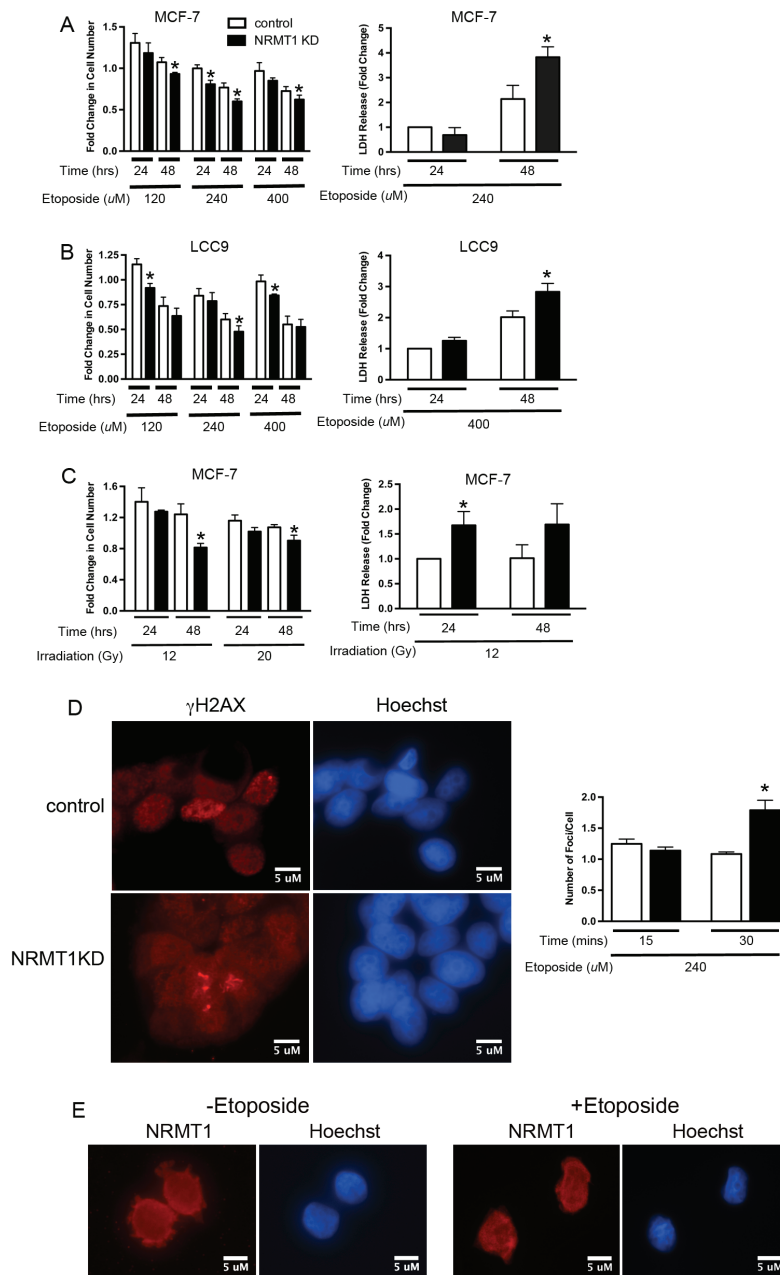 A
MCF-7
control
NRMT1 KD
Fold Change in Cell Number
1.5
1.0
0.5
0
Time (hrs)
24 48 24 48 24 48
Etoposide (uM)
120 240 400
MCF-7
LDH Release (Fold Change)
5
4
3
2
1
0
*
Time (hrs)
24 48
Etoposide (uM)
240
B
LCC9
Fold Change in Cell Number
1.25
1.00
0.75
0.50
0.25
0
Time (hrs)
24 48 24 48 24 48
Etoposide (uM)
120 240 400
LCC9
LDH Release (Fold Change)
4
3
2
1
0
*
Time (hrs)
24 48
Etoposide (uM)
400
C
MCF-7
Fold Change in Cell Number
1.6
1.2
0.8
0.4
0
Time (hrs)
24 48 24 48
Irradiation (Gy)
12 20
MCF-7
LDH Release (Fold Change)
2.5
2.0
1.5
1.0
0.5
0
*
Time (hrs)
24 48
Irradiation (Gy)
12
D
γH2AX Hoechst
control
5 uM 5 uM
NRMT1KD
5 uM 5 uM
Number of Foci/Cell
2.0
1.5
1.0
0.5
0.0
*
Time (mins)
15 30
Etoposide (uM)
240
E
-Etoposide
NRMT1 Hoechst
5 uM 5 uM
+Etoposide
NRMT1 Hoechst
5 uM 5 uM